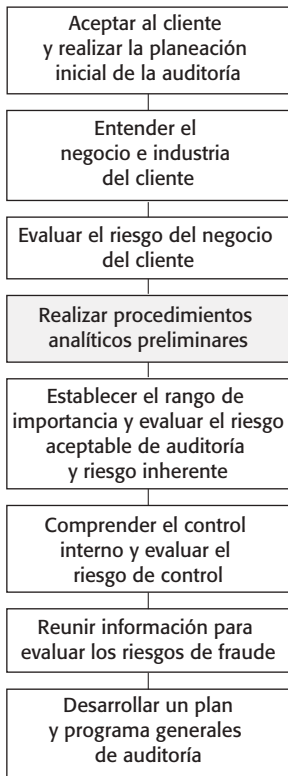 Aceptar al cliente
y realizar la planeación
inicial de la auditoría
Entender el
negocio e industria
del cliente
Evaluar el riesgo del negocio
del cliente
Realizar procedimientos
analíticos preliminares
Establecer el rango de
importancia y evaluar el riesgo
aceptable de auditoría
y riesgo inherente
Comprender el control
interno y evaluar el
riesgo de control
Reunir información para
evaluar los riesgos de fraude
Desarrollar un plan
y programa generales
de auditoría